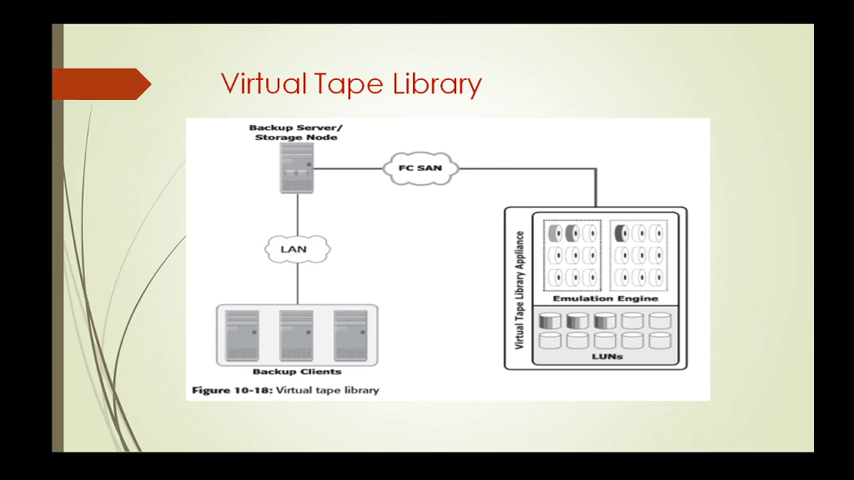 Virtual Tape Library
Backup Server/
Storage Node
FC SAN
LAN
Virtual Tape Library Appliance
Emulation Engine
LUNs
Backup Clients
Figure 10-18: Virtual tape library